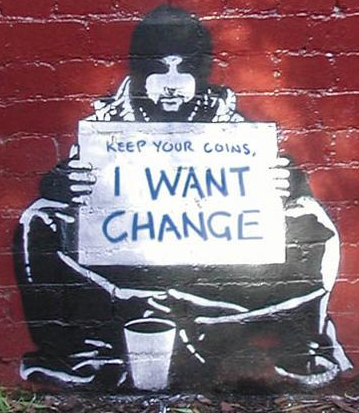 KEEP YOUR COINS,
I WANT
CHANGE